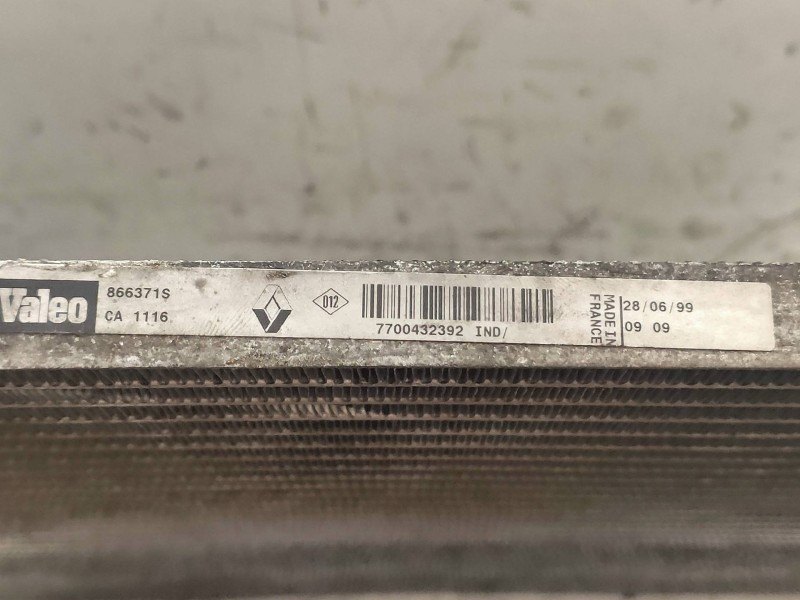 Valeo
866371S
CA 1116
012
7700432392 IND/
MADE IN
FRANCE
28/06/99
09 09